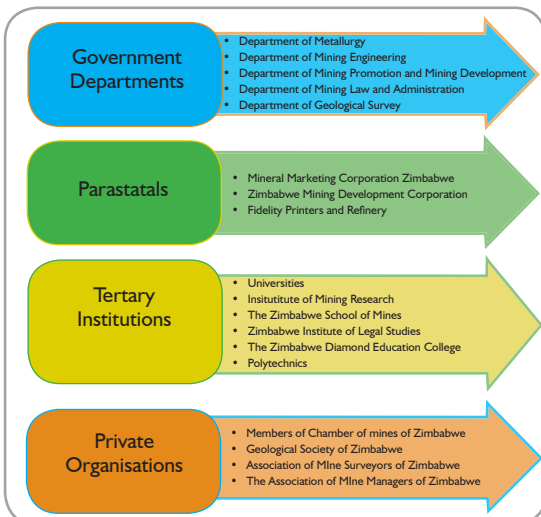 Government
Departments
• Department of Metallurgy
• Department of Mining Engineering
• Department of Mining Promotion and Mining Development
• Department of Mining Law and Administration
• Department of Geological Survey
Parastatals
• Mineral Marketing Corporation Zimbabwe
• Zimbabwe Mining Development Corporation
• Fidelity Printers and Refinery
Tertary
Institutions
• Universities
• Insitutitute of Mining Research
• The Zimbabwe School of Mines
• Zimbabwe Institute of Legal Studies
• The Zimbabwe Diamond Education College
• Polytechnics
Private
Organisations
• Members of Chamber of mines of Zimbabwe
• Geological Society of Zimbabwe
• Association of MIne Surveyors of Zimbabwe
• The Association of MIne Managers of Zimbabwe